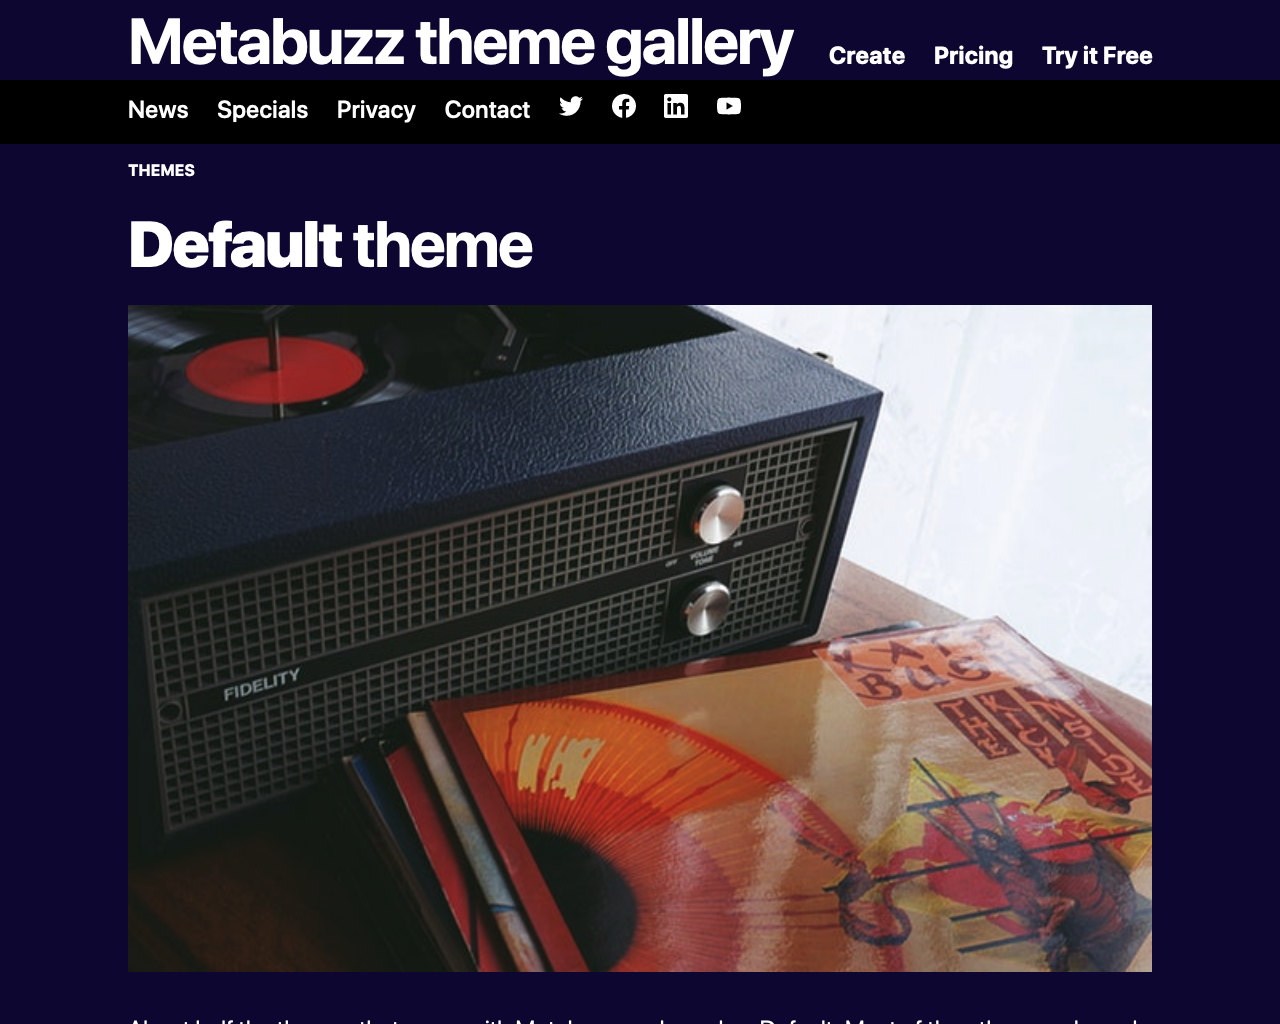 Metabuzz theme gallery
Create Pricing Try it Free
News Specials Privacy Contact
THEMES
Default theme
OFF VOLUME ON
TONE
FIDELITY
KATE
BUSH
THE KICK INSIDE